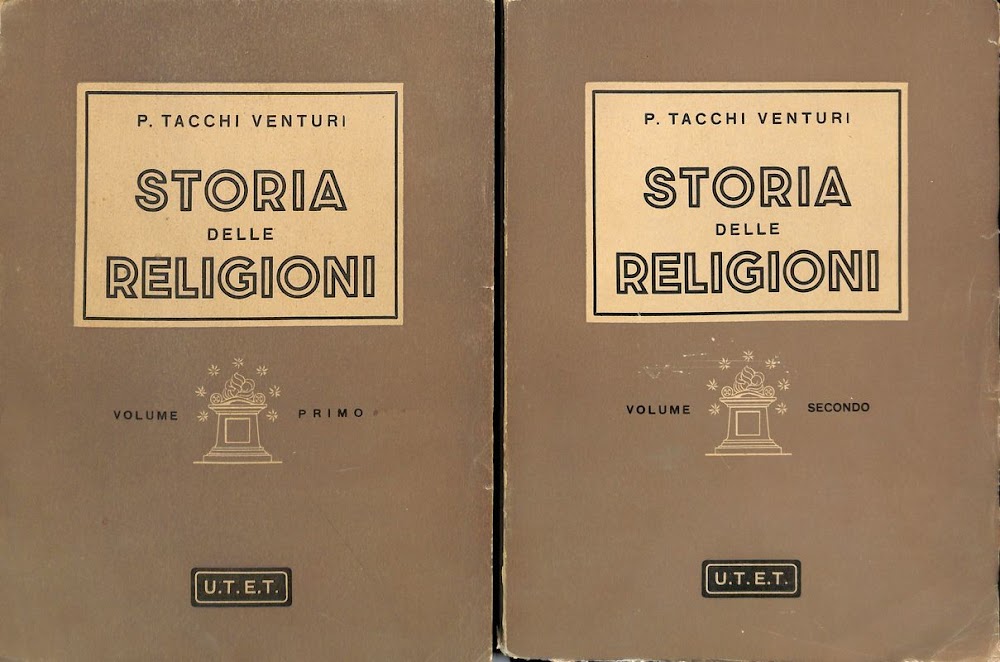 P. TACCHI VENTURI
STORIA
DELLE
RELIGIONI
VOLUME PRIMO
U.T.E.T.
P. TACCHI VENTURI
STORIA
DELLE
RELIGIONI
VOLUME SECONDO
U.T.E.T.